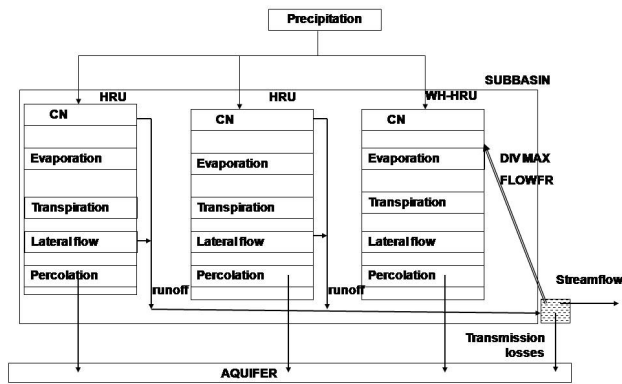 Precipitation
SUBBASIN
HRU
HRU
WH-HRU
CN
CN
CN
Evaporation
Evaporation
Evaporation
DIV MAX
FLOWFR
Transpiration
Transpiration
Transpiration
Lateral flow
Lateral flow
Lateral flow
Percolation
Percolation
Percolation
runoff
runoff
Streamflow
Transmission
losses
AQUIFER